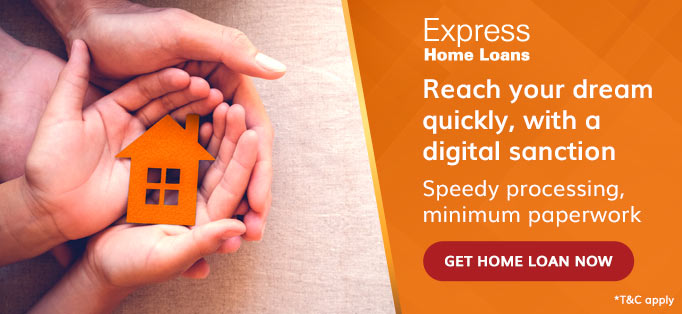 Express
Home Loans
Reach your dream
quickly, with a
digital sanction
Speedy processing,
minimum paperwork
GET HOME LOAN NOW
*T&C apply